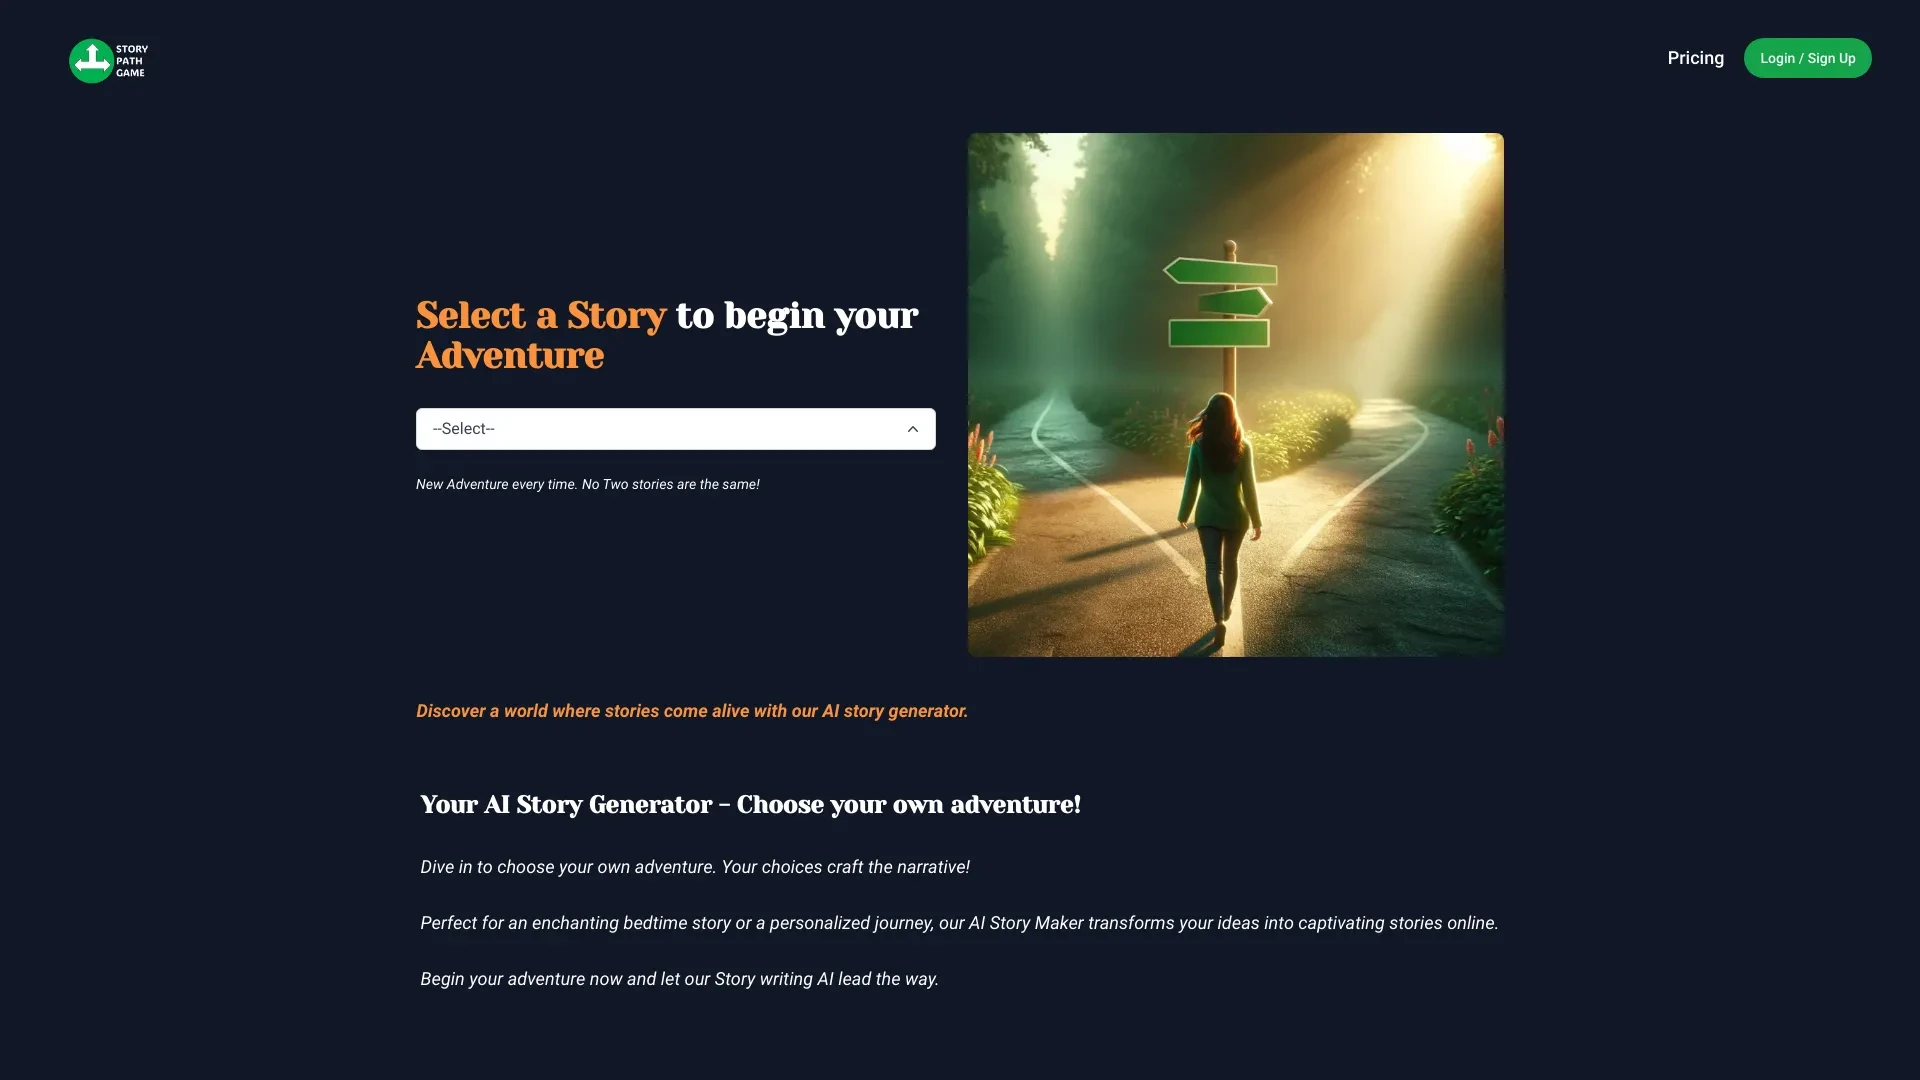 STORY
PATH
GAME
Pricing
Login / Sign Up
Select a Story to begin your
Adventure
--Select--
New Adventure every time. No Two stories are the same!
Discover a world where stories come alive with our AI story generator.
Your AI Story Generator - Choose your own adventure!
Dive in to choose your own adventure. Your choices craft the narrative!
Perfect for an enchanting bedtime story or a personalized journey, our AI Story Maker transforms your ideas into captivating stories online.
Begin your adventure now and let our Story writing AI lead the way.